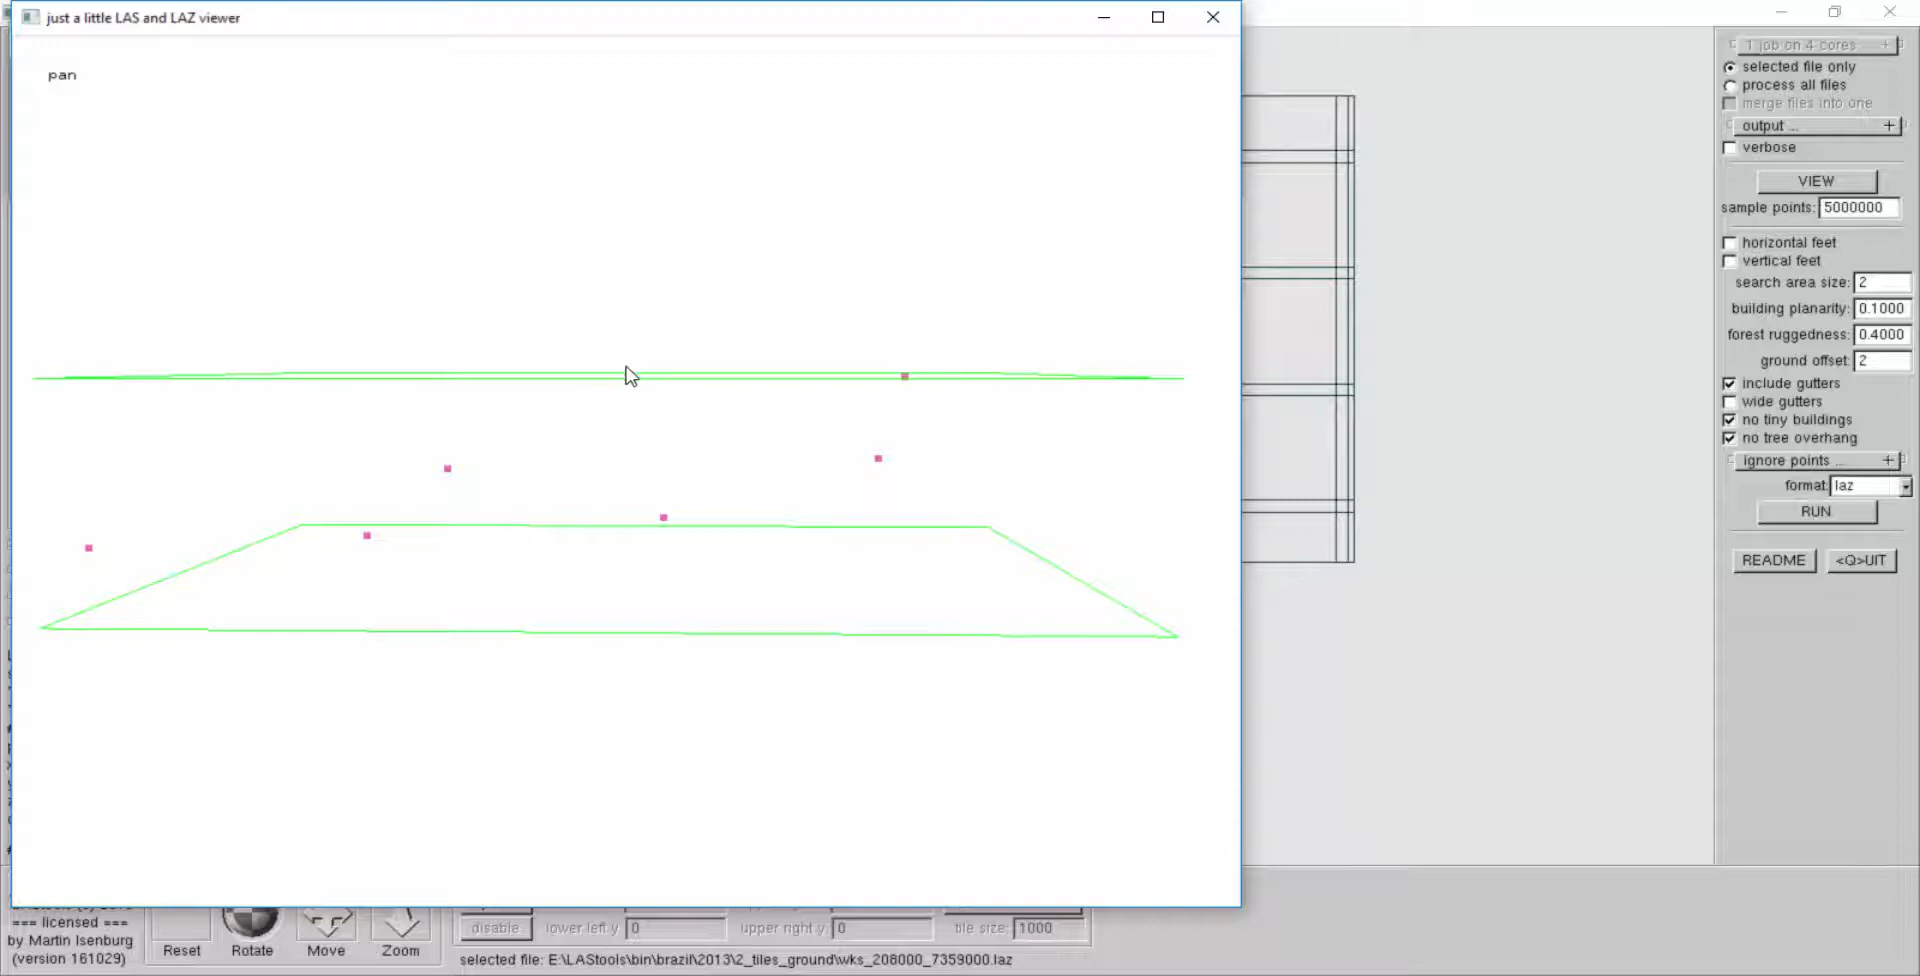 just a little LAS and LAZ viewer
pan
1 job on 4 cores +
selected file only
process all files
merge files into one
output ... +
verbose
VIEW
sample points: 5000000
horizontal feet
vertical feet
search area size: 2
building planarity: 0.1000
forest ruggedness: 0.4000
ground offset: 2
include gutters
wide gutters
no tiny buildings
no tree overhang
ignore points ... +
format: laz
RUN
README <Q>UIT
=== licensed ===
by Martin Isenburg
(version 161029)
Reset Rotate Move Zoom
disable lower left y 0 upper right y 0 tile size: 1000
selected file: E:\LAStools\bin\brazil\2013\2_tiles_ground\wks_208000_7359000.laz